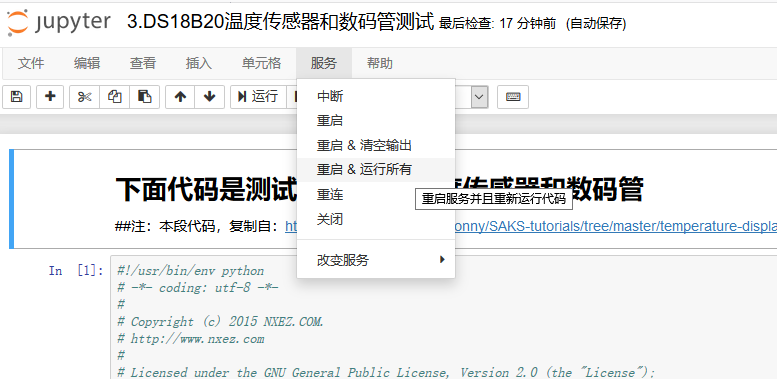 jupyter 3.DS18B20温度传感器和数码管测试 最后检查: 17 分钟前 (自动保存)
文件 编辑 查看 插入 单元格 服务 帮助
运行
中断
重启
重启 & 清空输出
重启 & 运行所有
重启服务并且重新运行代码
重连
关闭
改变服务
下面代码是测试 度传感器和数码管
##注：本段代码，复制自： onny/SAKS-tutorials/tree/master/temperature-displa
In [1]:
#!/usr/bin/env python
# -*- coding: utf-8 -*-
#
# Copyright (c) 2015 NXEZ.COM.
# http://www.nxez.com
#
# Licensed under the GNU General Public License, Version 2.0 (the "License");